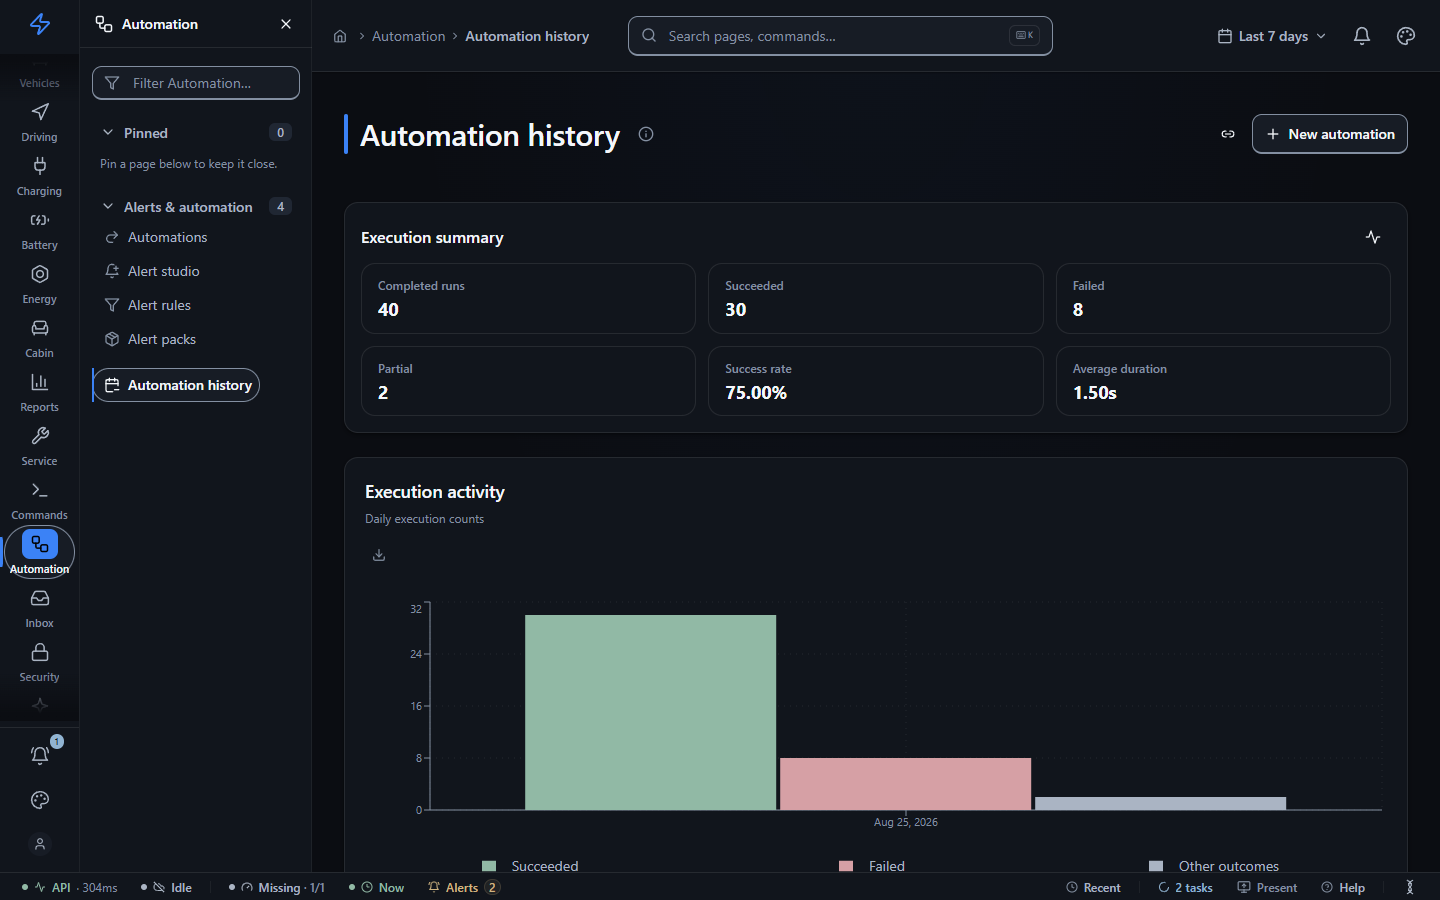 Vehicles
Driving
Charging
Battery
Energy
Cabin
Reports
Service
Commands
Automation
Inbox
Security
1
Automation
Filter Automation...
Pinned 0
Pin a page below to keep it close.
Alerts & automation 4
Automations
Alert studio
Alert rules
Alert packs
Automation history
Automation > Automation history
Search pages, commands... K
Last 7 days
Automation history
New automation
Execution summary
Completed runs
40
Succeeded
30
Failed
8
Partial
2
Success rate
75.00%
Average duration
1.50s
Execution activity
Daily execution counts
32
24
16
8
0
Aug 25, 2026
Succeeded Failed Other outcomes
API · 304ms Idle Missing · 1/1 Now Alerts 2 Recent 2 tasks Present Help